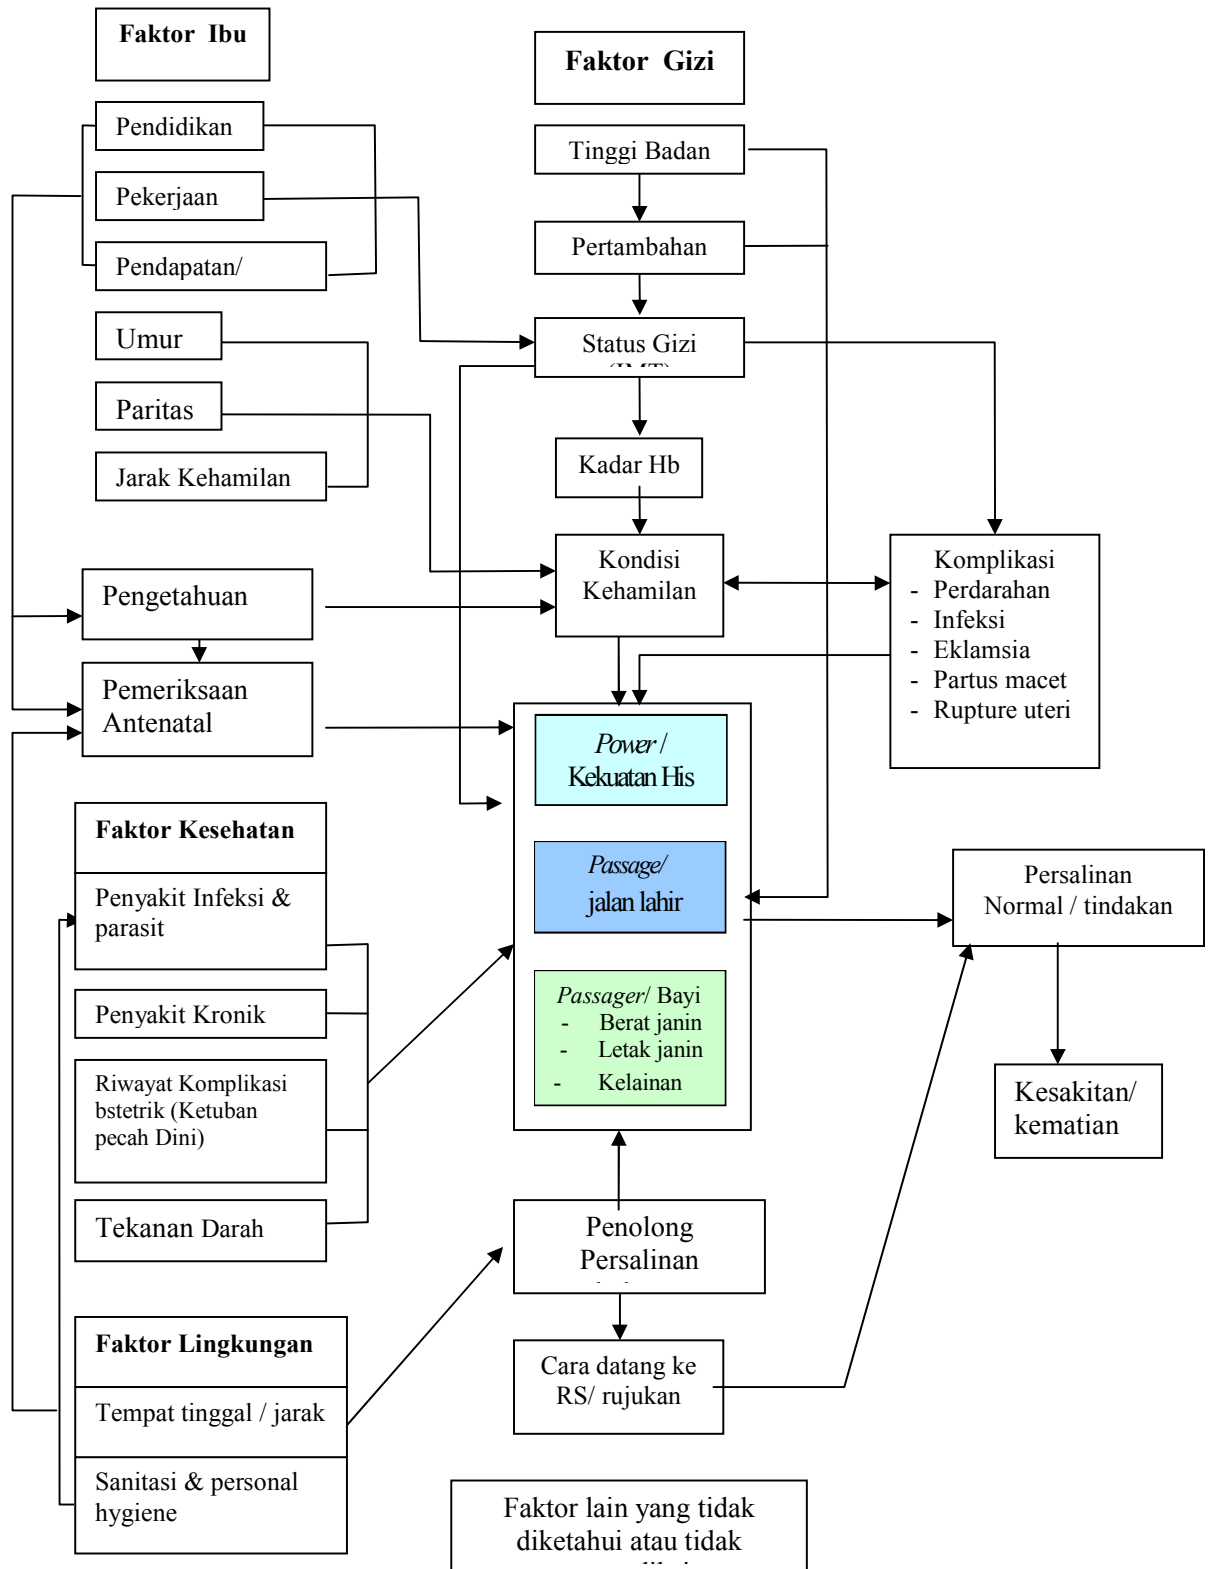 Faktor Ibu
Pendidikan
Pekerjaan
Pendapatan/
Umur
Paritas
Jarak Kehamilan
Pengetahuan
Pemeriksaan
Antenatal
Faktor Kesehatan
Penyakit Infeksi &
parasit
Penyakit Kronik
Riwayat Komplikasi
bstetrik (Ketuban
pecah Dini)
Tekanan Darah
Faktor Lingkungan
Tempat tinggal / jarak
Sanitasi & personal
hygiene
Faktor Gizi
Tinggi Badan
Pertambahan
Status Gizi
(IMT)
Kadar Hb
Kondisi
Kehamilan
Power /
Kekuatan His
Passage/
jalan lahir
Passager/ Bayi
- Berat janin
- Letak janin
- Kelainan
Penolong
Persalinan
Cara datang ke
RS/ rujukan
Faktor lain yang tidak
diketahui atau tidak
Komplikasi
- Perdarahan
- Infeksi
- Eklamsia
- Partus macet
- Rupture uteri
Persalinan
Normal / tindakan
Kesakitan/
kematian